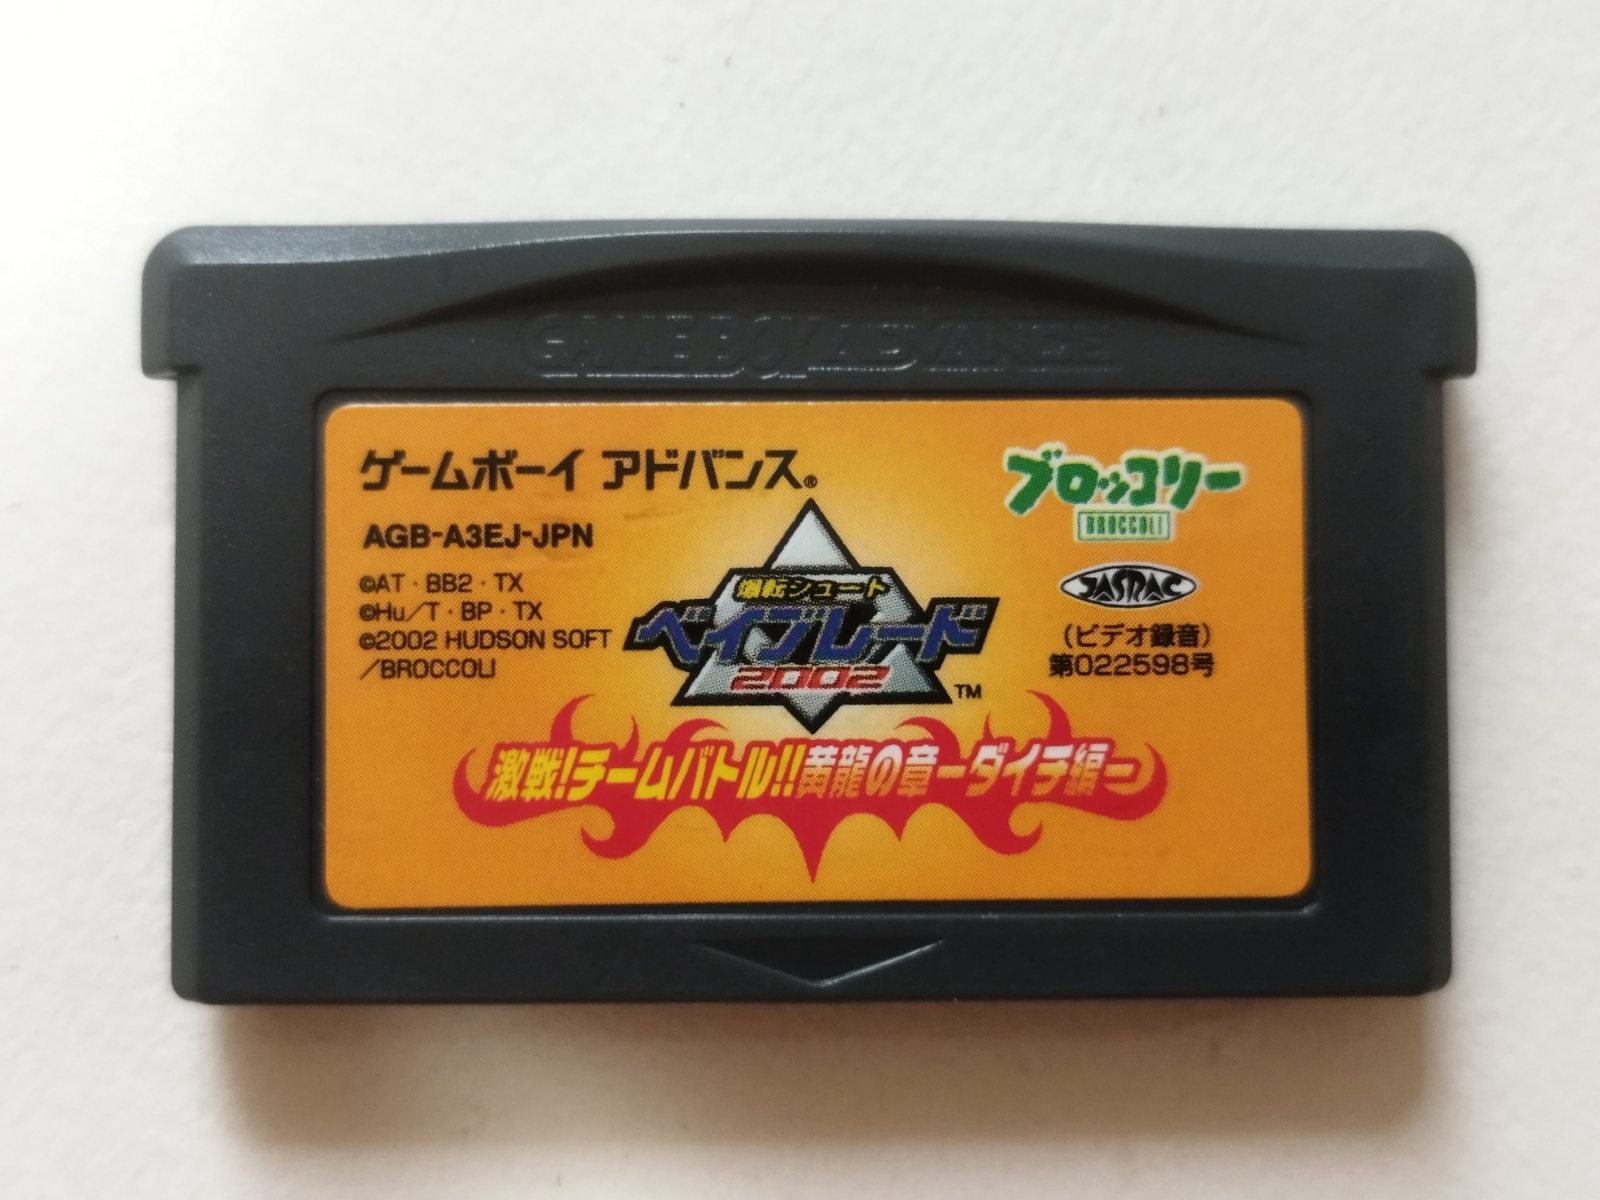 GAME BOY ADVANCE
ゲームボーイ アドバンス®
AGB-A3EJ-JPN
©AT・BB2・TX
©Hu/T・BP・TX
©2002 HUDSON SOFT
/BROCCOLI
ブロッコリー
BROCCOLI
JASRAC
(ビデオ録音)
第022598号
爆転シュート
ベイブレード
2002
TM
激戦!チームバトル!!黄龍の章ーダイチ編ー